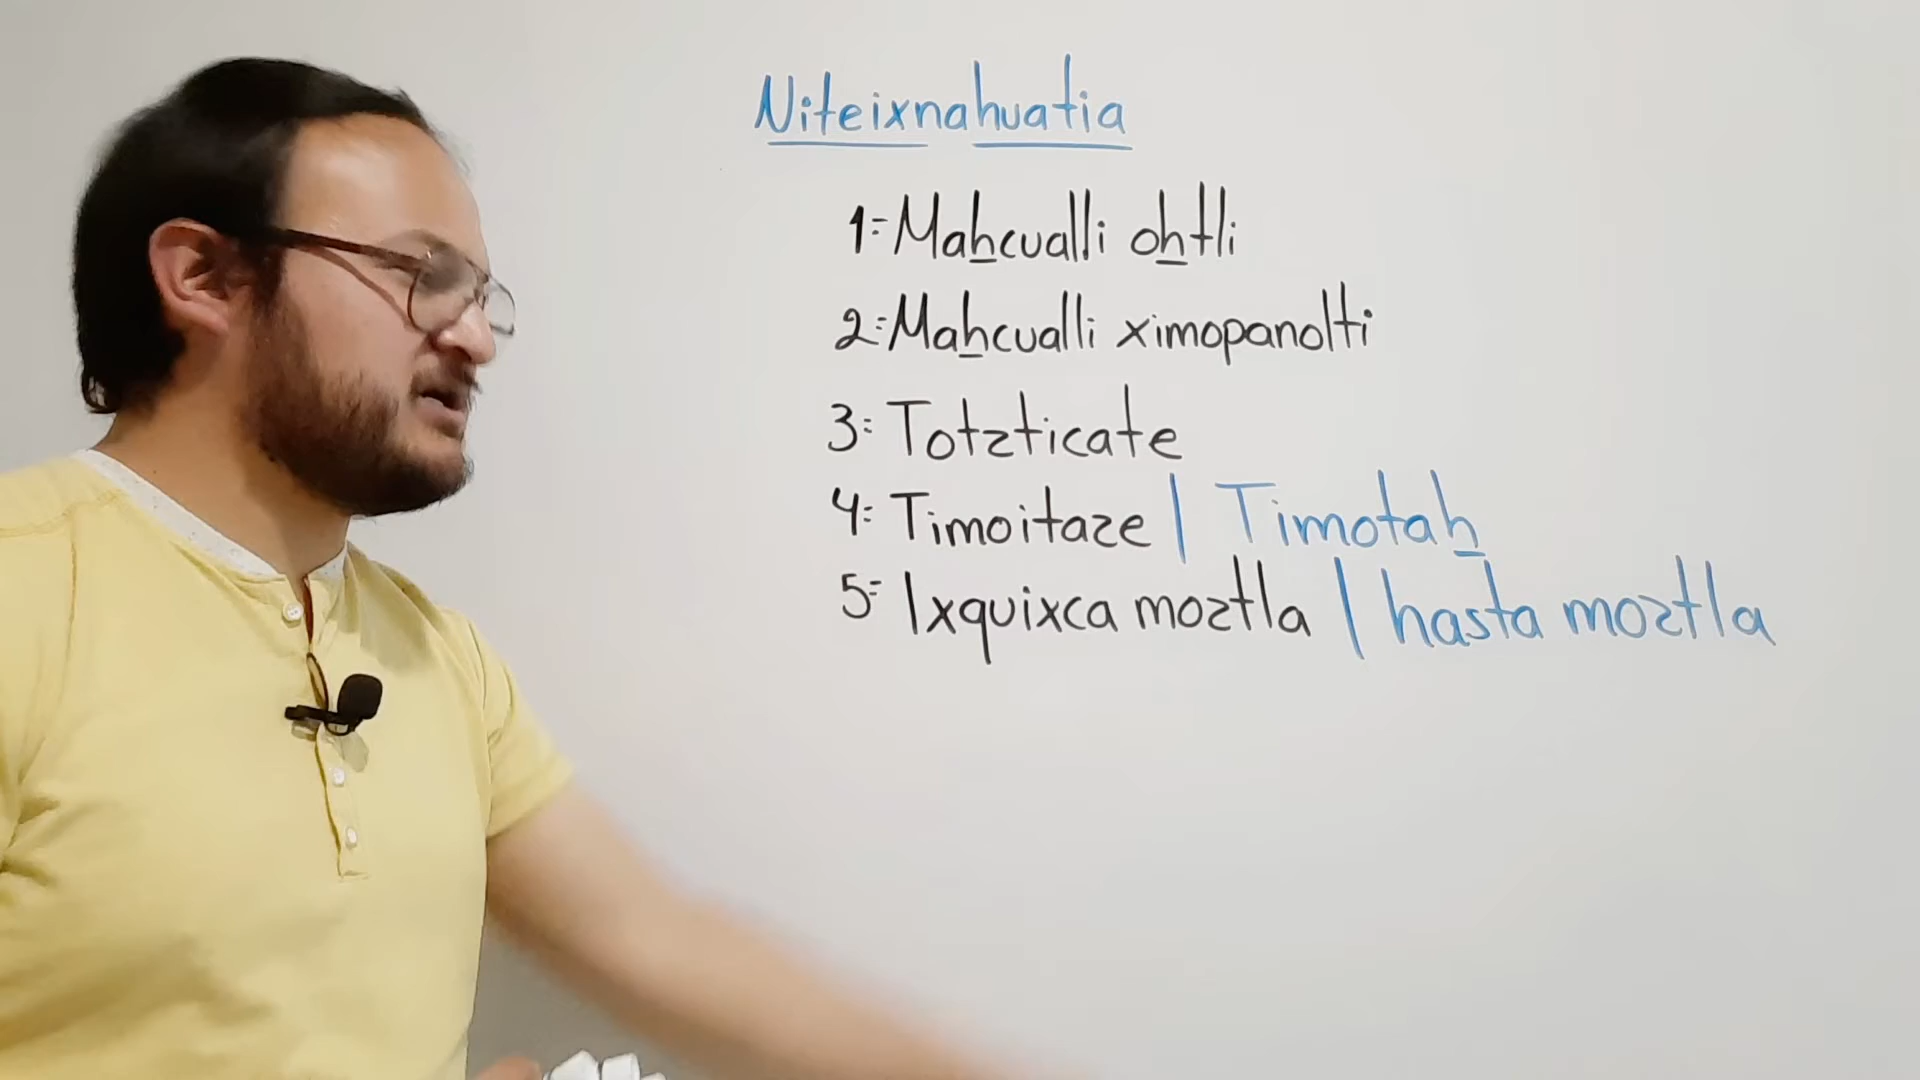 Niteixnahuatia
1= Mahcualli ohtli
2= Mahcualli ximopanolti
3= Totzticate
4= Timoitaze | Timotah
5= Ixquixca moztla | hasta moztla